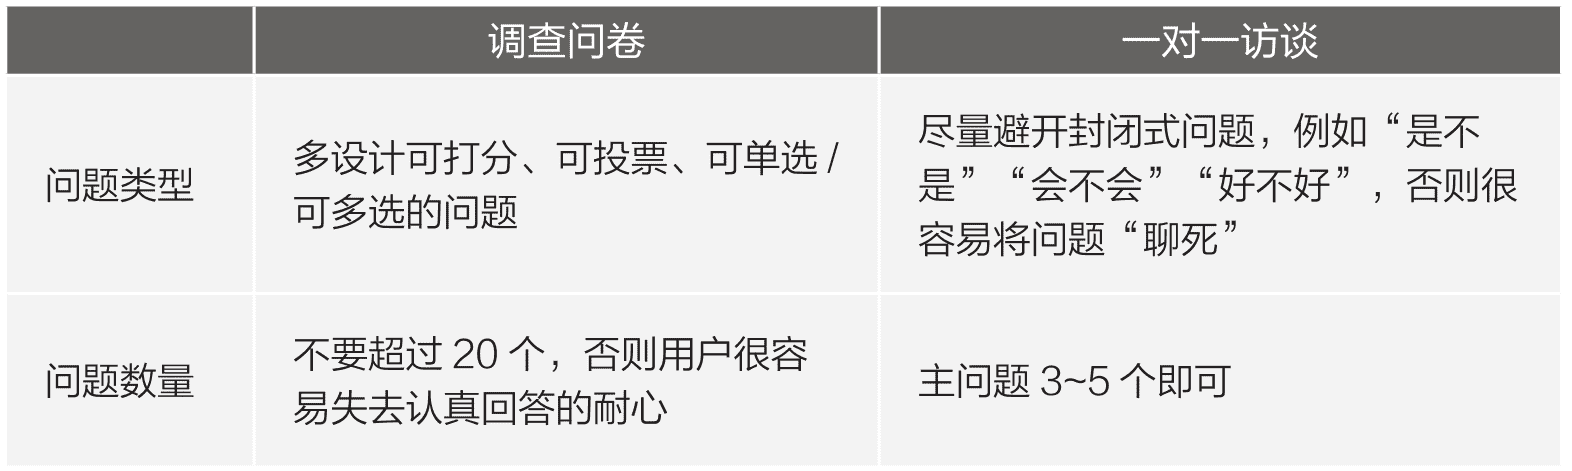 调查问卷
一对一访谈
问题类型
多设计可打分、可投票、可单选 /
可多选的问题
尽量避开封闭式问题，例如“是不
是”“会不会”“好不好”，否则很
容易将问题“聊死”
问题数量
不要超过 20 个，否则用户很容
易失去认真回答的耐心
主问题 3~5 个即可